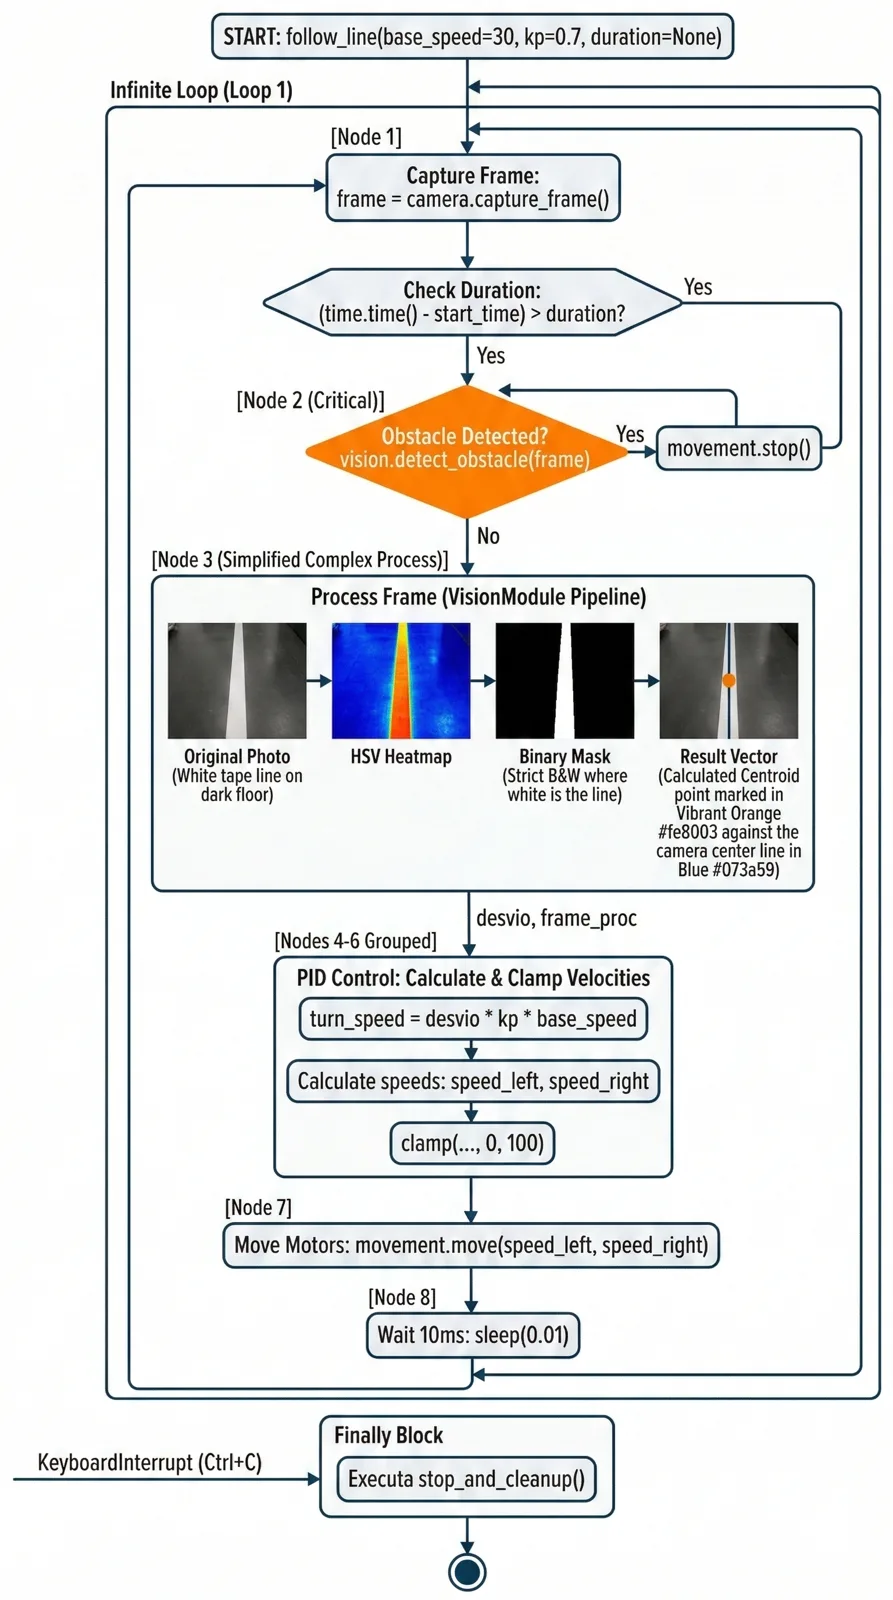 START: follow_line(base_speed=30, kp=0.7, duration=None)
Infinite Loop (Loop 1)
[Node 1]
Capture Frame:
frame = camera.capture_frame()
Check Duration:
(time.time() - start_time) > duration?
Yes
Yes
[Node 2 (Critical)]
Obstacle Detected?
vision.detect_obstacle(frame)
Yes
movement.stop()
No
[Node 3 (Simplified Complex Process)]
Process Frame (VisionModule Pipeline)
Original Photo
(White tape line on
dark floor)
HSV Heatmap
Binary Mask
(Strict B&W where
white is the line)
Result Vector
(Calculated Centroid
point marked in
Vibrant Orange
#fe8003 against the
camera center line in
Blue #073a59)
desvio, frame_proc
[Nodes 4-6 Grouped]
PID Control: Calculate & Clamp Velocities
turn_speed = desvio * kp * base_speed
Calculate speeds: speed_left, speed_right
clamp(..., 0, 100)
[Node 7]
Move Motors: movement.move(speed_left, speed_right)
[Node 8]
Wait 10ms: sleep(0.01)
Finally Block
KeyboardInterrupt (Ctrl+C)
Executa stop_and_cleanup()